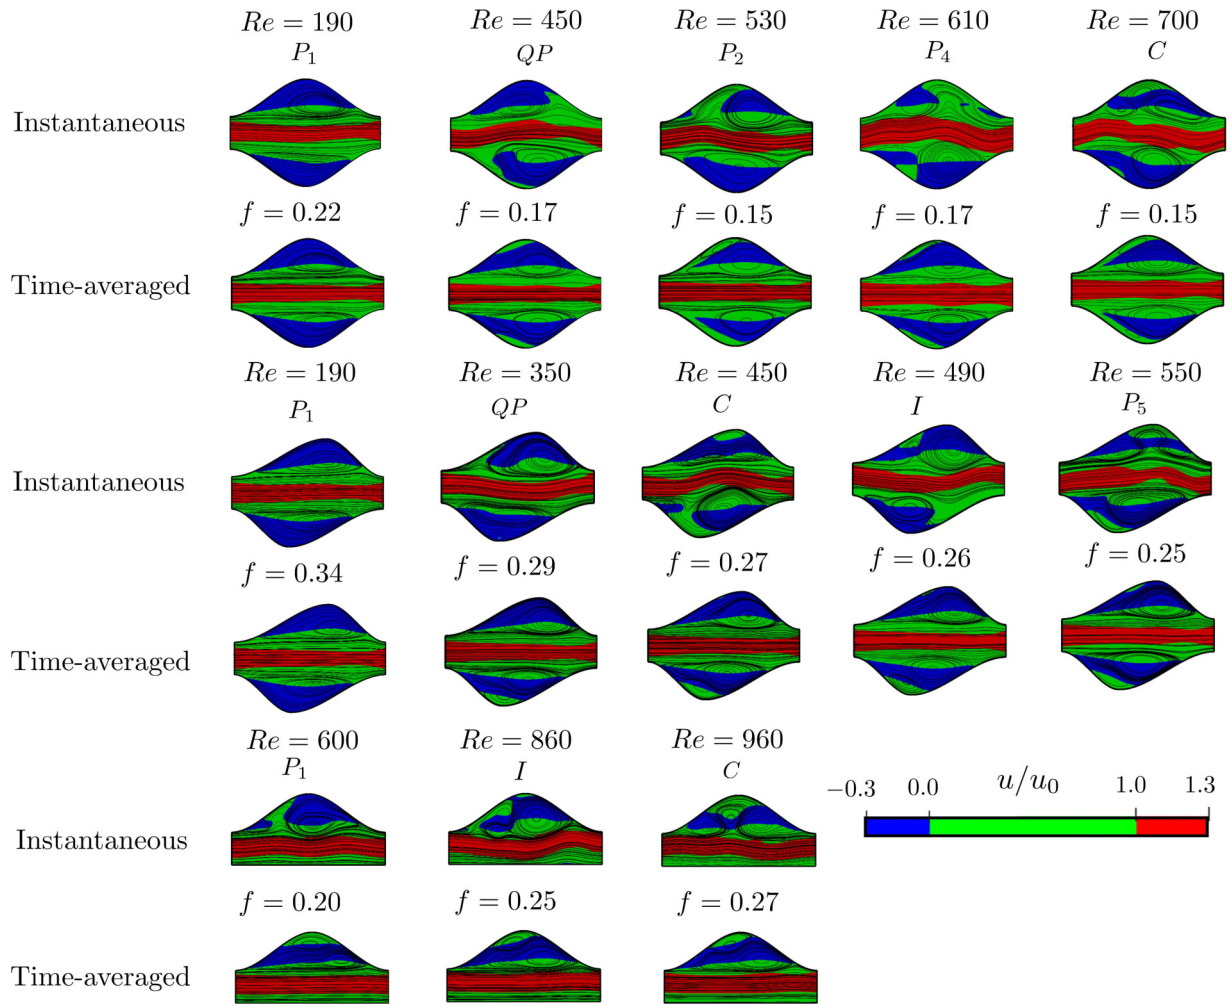 Re = 190 Re = 450 Re = 530 Re = 610 Re = 700
P₁ QP P₂ P₄ C
Instantaneous
f = 0.22 f = 0.17 f = 0.15 f = 0.17 f = 0.15
Time-averaged
Re = 190 Re = 350 Re = 450 Re = 490 Re = 550
P₁ QP C I P₅
Instantaneous
f = 0.34 f = 0.29 f = 0.27 f = 0.26 f = 0.25
Time-averaged
Re = 600 Re = 860 Re = 960
P₁ I C
−0.3 0.0 u/u₀ 1.0 1.3
Instantaneous
f = 0.20 f = 0.25 f = 0.27
Time-averaged